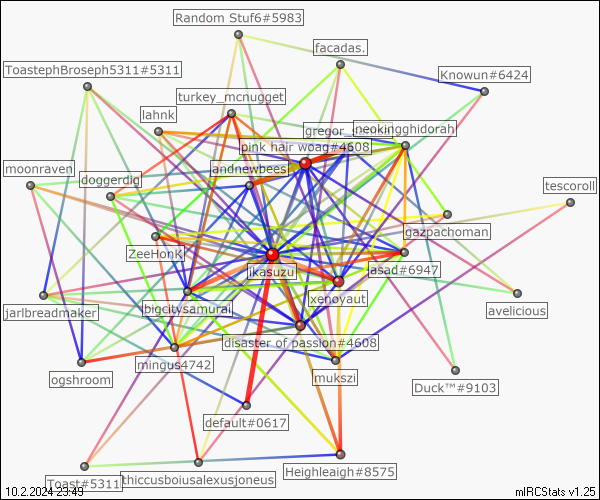 Random Stuf6#5983
facadas.
ToastephBroseph5311#5311
Knowun#6424
turkey_mcnugget
lahnk
gregor_
neokingghidorah
pink hair woag#4608
moonraven
andnewbees
doggerdig
tescoroll
gazpachoman
ZeeHonk
jkasuzu
lasad#6947
xenoyaut
jarlbreadmaker
bigcitysamurai
avelicious
disaster of passion#4608
mingus4742
ogshroom
mukszi
Duck™#9103
default#0617
Heighleaigh#8575
Toast#5311
thiccusboiusalexusjoneus
10.2.2024 23:49
mIRCStats v1.25